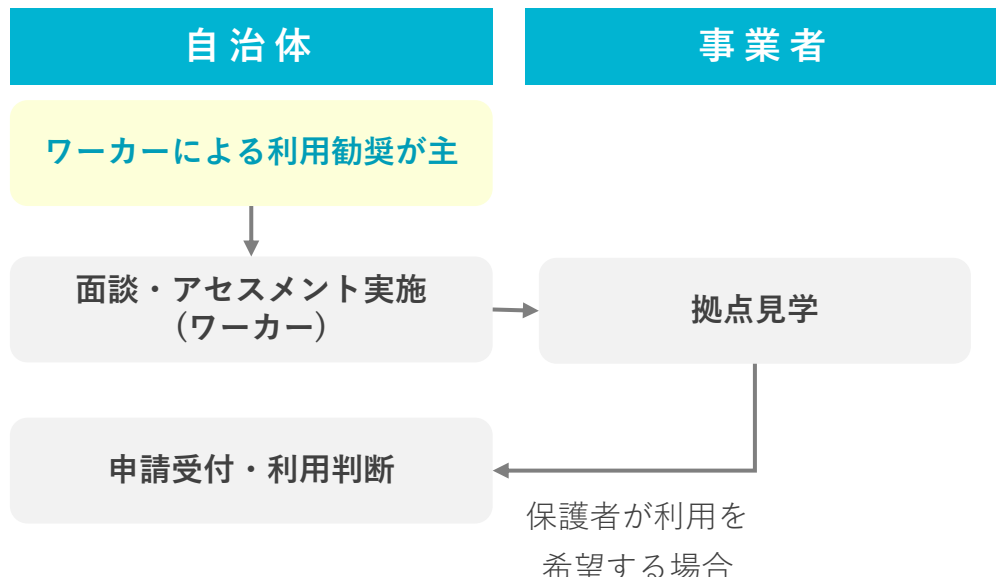 自治体
事業者
ワーカーによる利用勧奨が主
面談・アセスメント実施
(ワーカー)
拠点見学
申請受付・利用判断
保護者が利用を
希望する場合